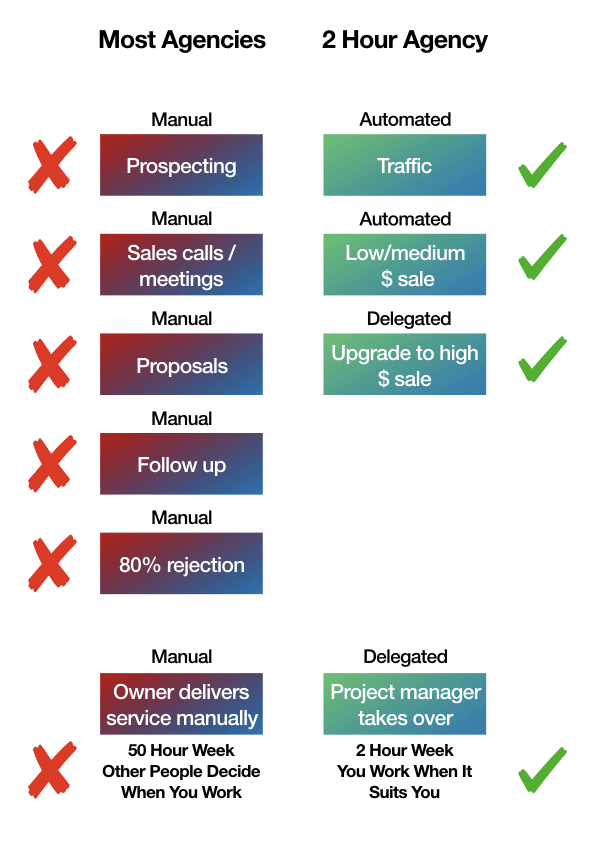 Most Agencies
2 Hour Agency
Manual
Automated
Prospecting
Traffic
Manual
Automated
Sales calls /
meetings
Low/medium
$ sale
Manual
Delegated
Proposals
Upgrade to high
$ sale
Manual
Follow up
Manual
80% rejection
Manual
Delegated
Owner delivers
service manually
Project manager
takes over
50 Hour Week
Other People Decide
When You Work
2 Hour Week
You Work When It
Suits You